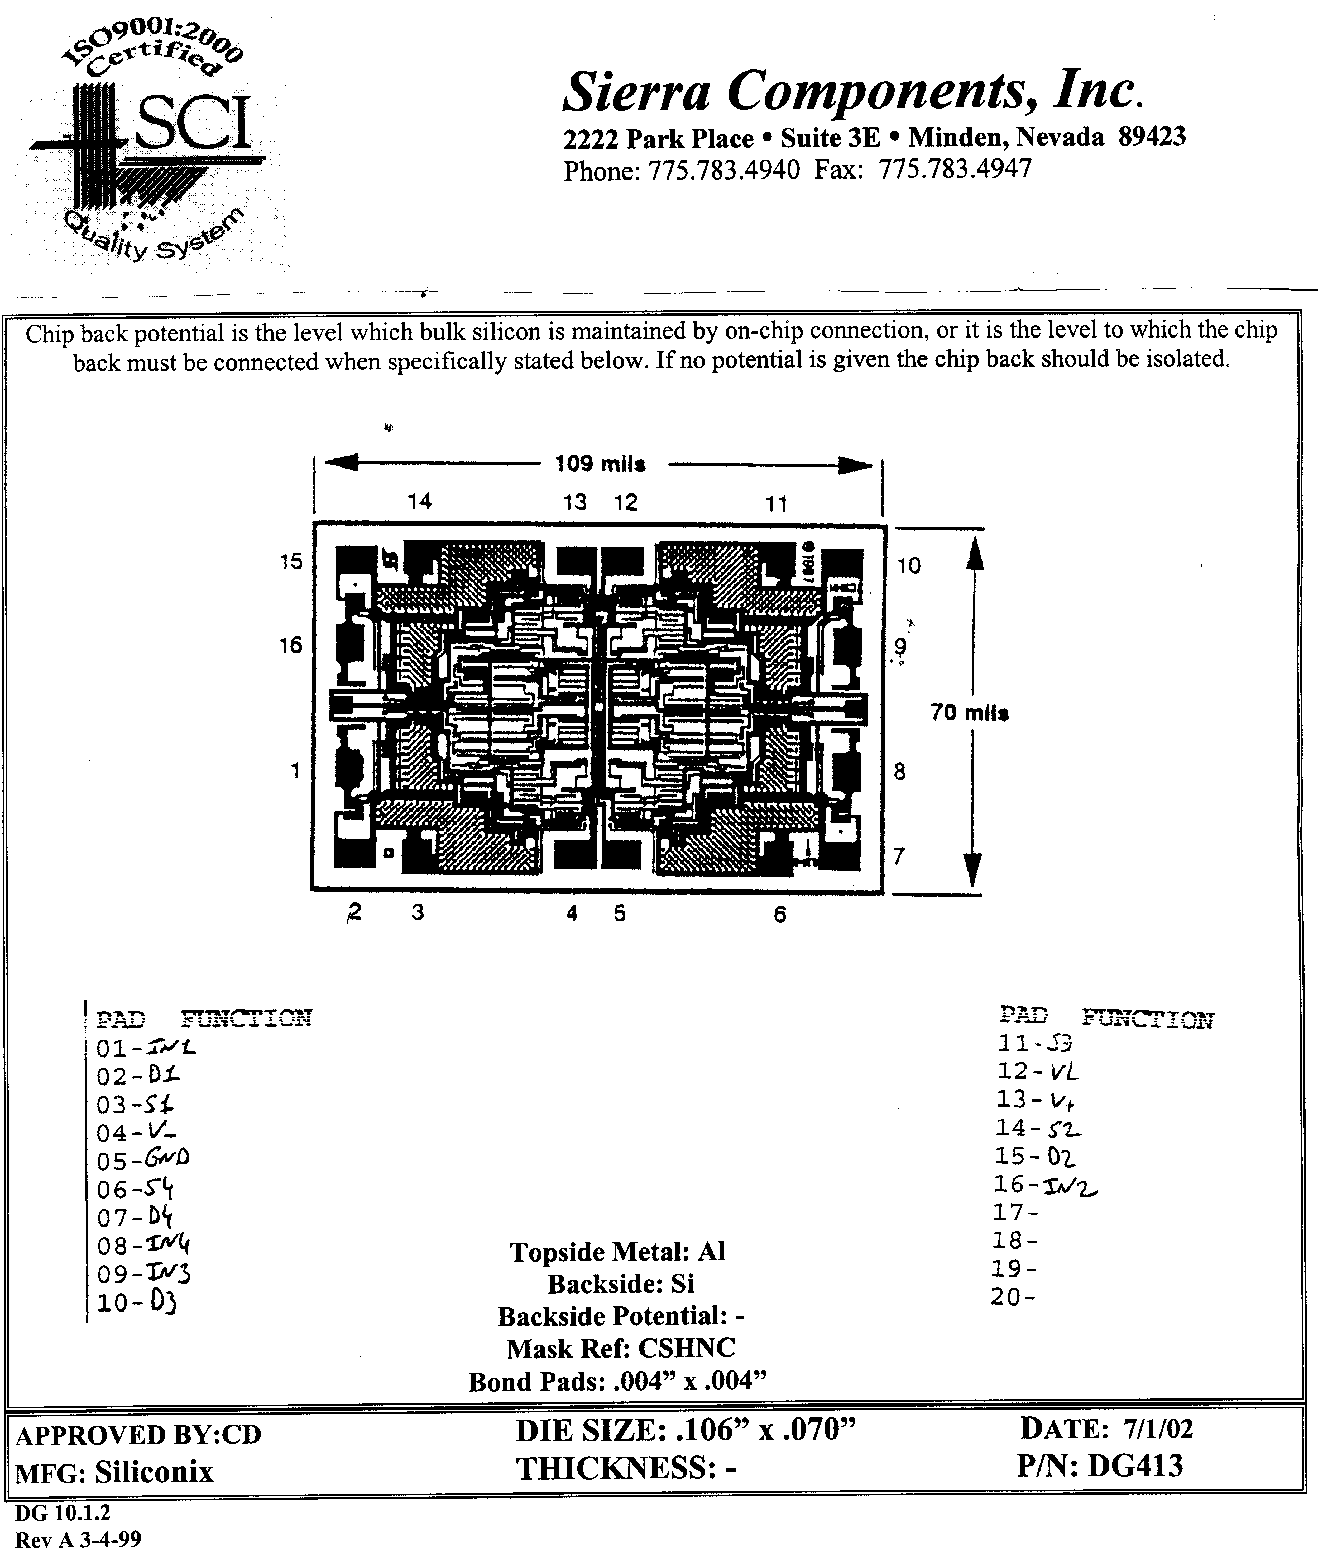 ISO9001:2000
Certified
SCI
Quality System
Sierra Components, Inc.
2222 Park Place • Suite 3E • Minden, Nevada 89423
Phone: 775.783.4940 Fax: 775.783.4947
Chip back potential is the level which bulk silicon is maintained by on-chip connection, or it is the level to which the chip
back must be connected when specifically stated below. If no potential is given the chip back should be isolated.
109 mils
14 13 12 11
15 10
16 9
70 mils
1 8
7
2 3 4 5 6
PAD FUNCTION
01-IN1
02-D1
03-S1
04-V-
05-GND
06-S4
07-D4
08-IN4
09-IN3
10-D3
PAD FUNCTION
11-S3
12-VL
13-V+
14-S2
15-D2
16-IN2
17-
18-
19-
20-
Topside Metal: Al
Backside: Si
Backside Potential: -
Mask Ref: CSHNC
Bond Pads: .004” x .004”
APPROVED BY:CD
DIE SIZE: .106” x .070”
DATE: 7/1/02
MFG: Siliconix
THICKNESS: -
P/N: DG413
DG 10.1.2
Rev A 3-4-99